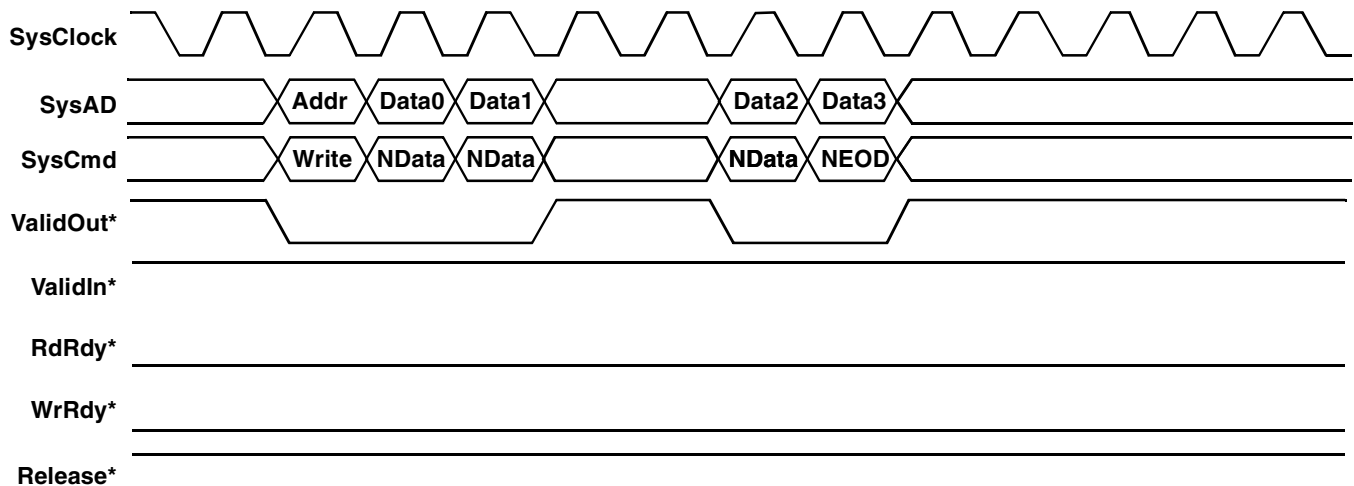 SysClock
SysAD Addr Data0 Data1 Data2 Data3
SysCmd Write NData NData NData NEOD
ValidOut*
ValidIn*
RdRdy*
WrRdy*
Release*